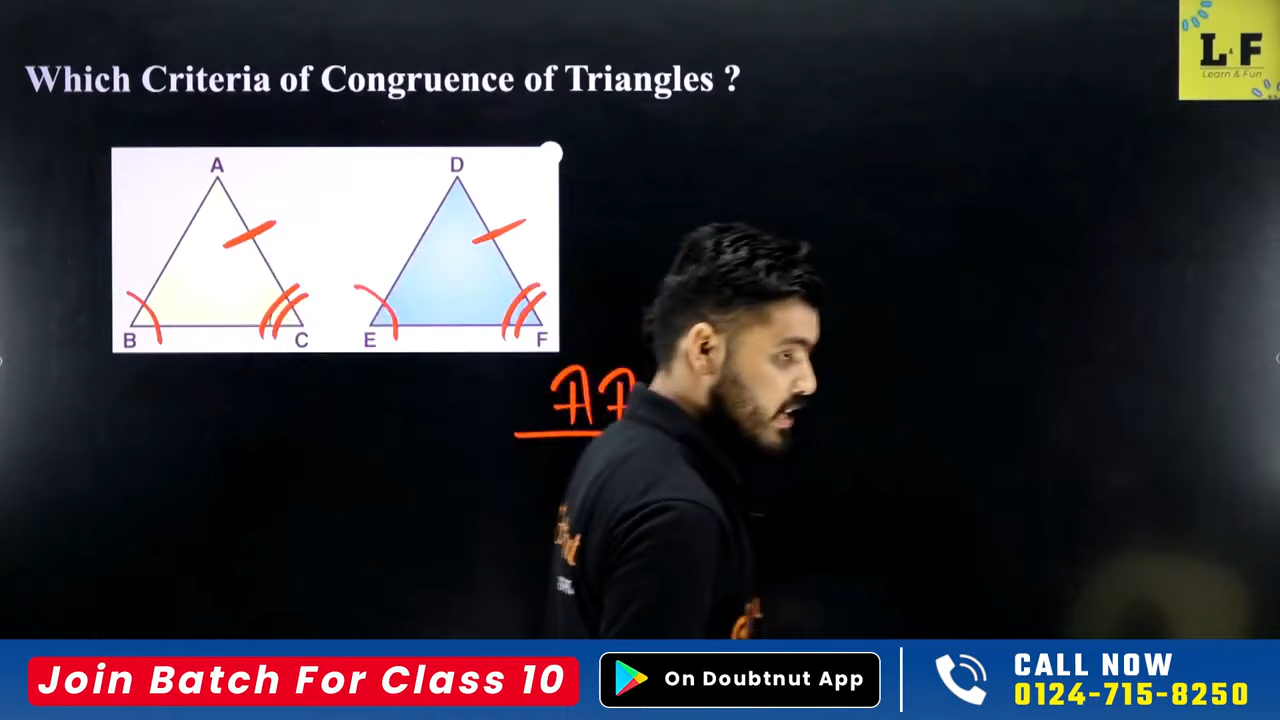 Which Criteria of Congruence of Triangles ?
L&F
Learn & Fun
A
D
B
C
E
F
AA
Join Batch For Class 10
On Doubtnut App
CALL NOW
0124-715-8250